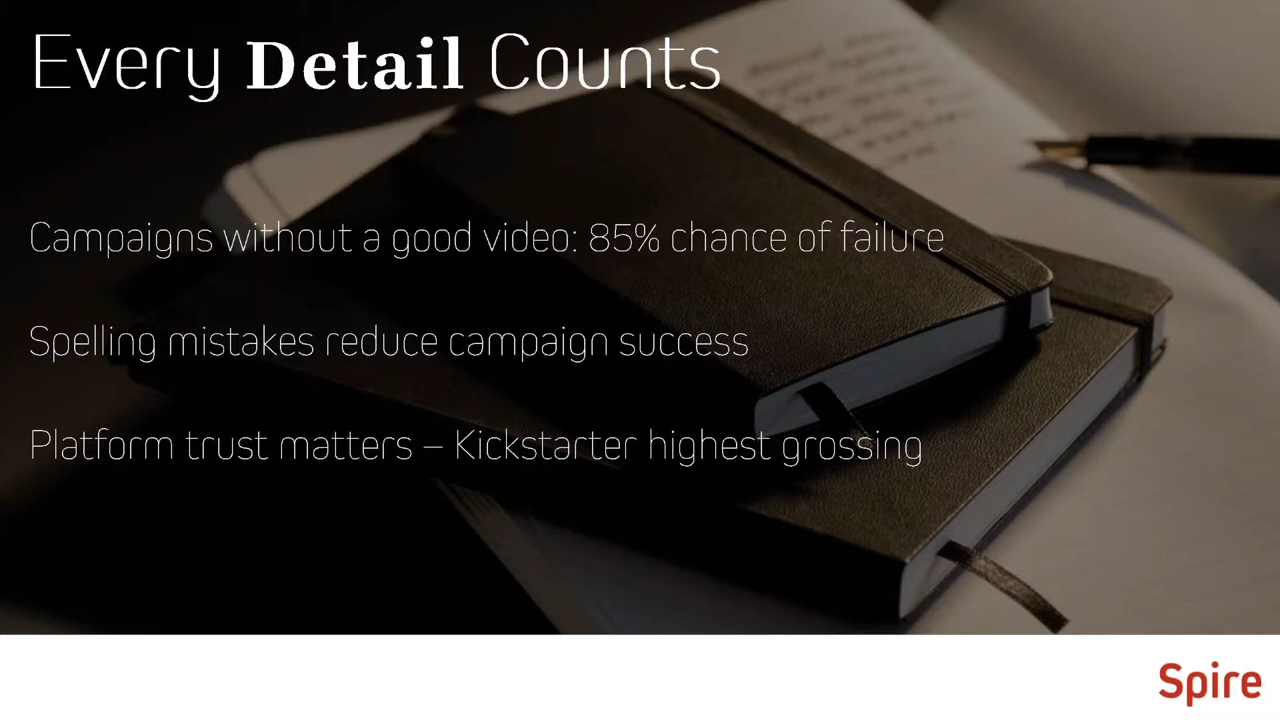 Every Detail Counts
Campaigns without a good video: 85% chance of failure
Spelling mistakes reduce campaign success
Platform trust matters – Kickstarter highest grossing
Spire